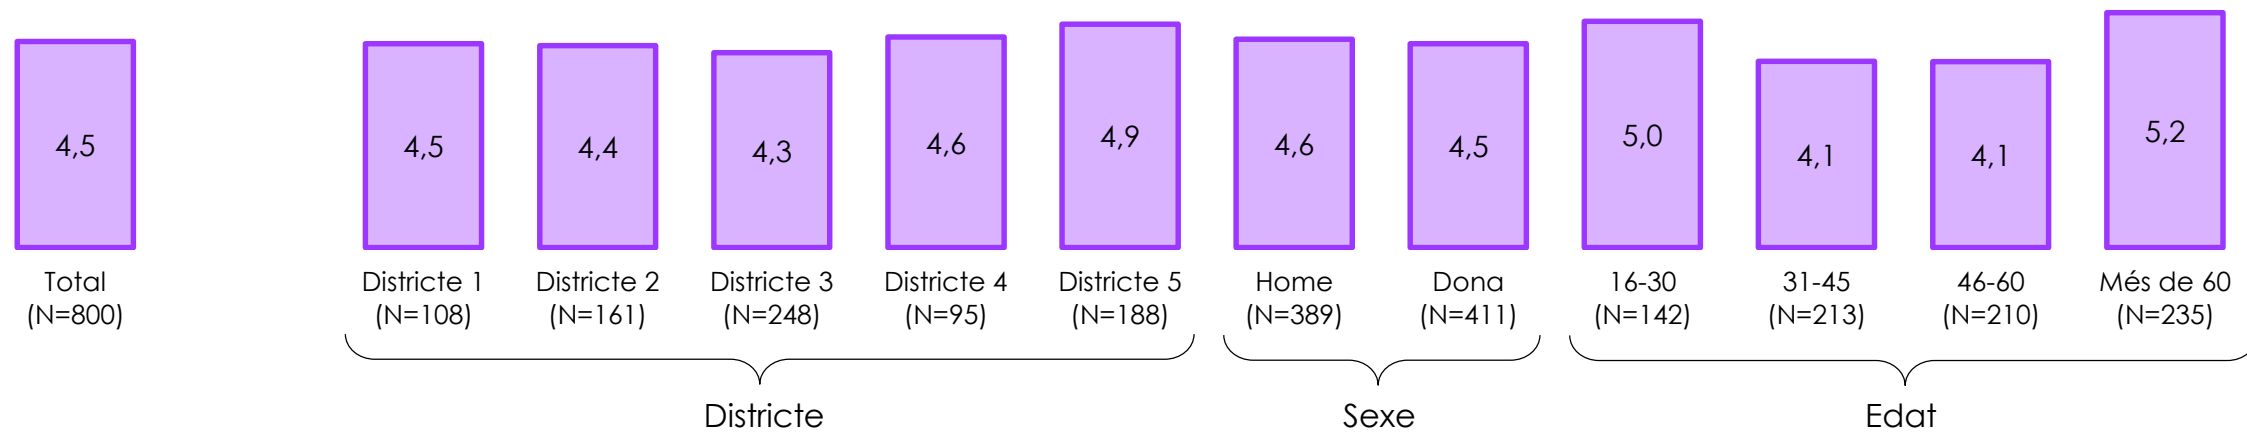 4,5
4,5
4,4
4,3
4,6
4,9
4,6
4,5
5,0
4,1
4,1
5,2
Total
(N=800)
Districte 1
(N=108)
Districte 2
(N=161)
Districte 3
(N=248)
Districte 4
(N=95)
Districte 5
(N=188)
Home
(N=389)
Dona
(N=411)
16-30
(N=142)
31-45
(N=213)
46-60
(N=210)
Més de 60
(N=235)
Districte
Sexe
Edat